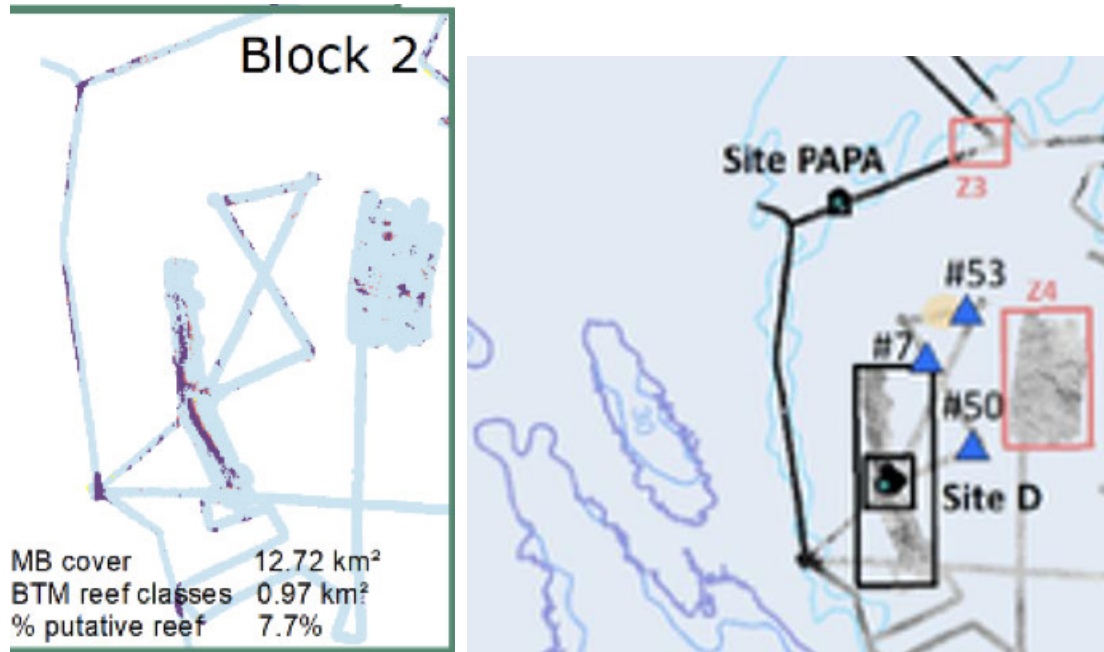 Block 2
MB cover 12.72 km²
BTM reef classes 0.97 km²
% putative reef 7.7%
Site PAPA
Z3
#53
Z4
#7
#50
Site D